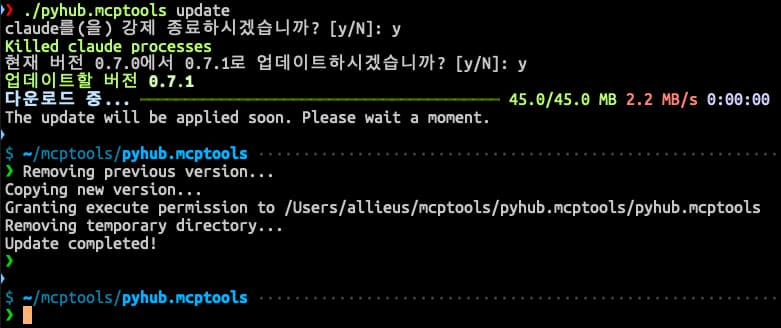 ❯ ./pyhub.mcptools update
claude를(을) 강제 종료하시겠습니까? [y/N]: y
Killed claude processes
현재 버전 0.7.0에서 0.7.1로 업데이트하시겠습니까? [y/N]: y
업데이트할 버전 0.7.1
다운로드 중... 45.0/45.0 MB 2.2 MB/s 0:00:00
The update will be applied soon. Please wait a moment.
$ ~/mcptools/pyhub.mcptools
❯ Removing previous version...
Copying new version...
Granting execute permission to /Users/allieus/mcptools/pyhub.mcptools/pyhub.mcptools
Removing temporary directory...
Update completed!
❯
$ ~/mcptools/pyhub.mcptools
❯